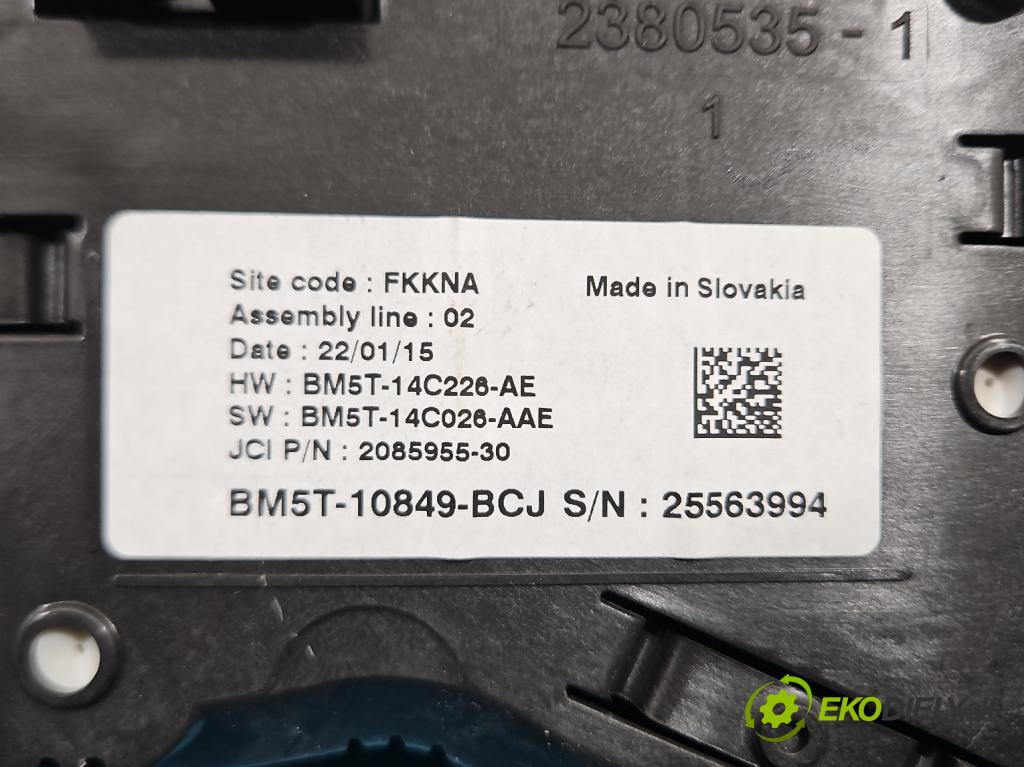 2380535-1
1
Site code : FKKNA
Made in Slovakia
Assembly line : 02
Date : 22/01/15
HW : BM5T-14C226-AE
SW : BM5T-14C026-AAE
JCI P/N : 2085955-30
BM5T-10849-BCJ S/N : 25563994
EKODIELY